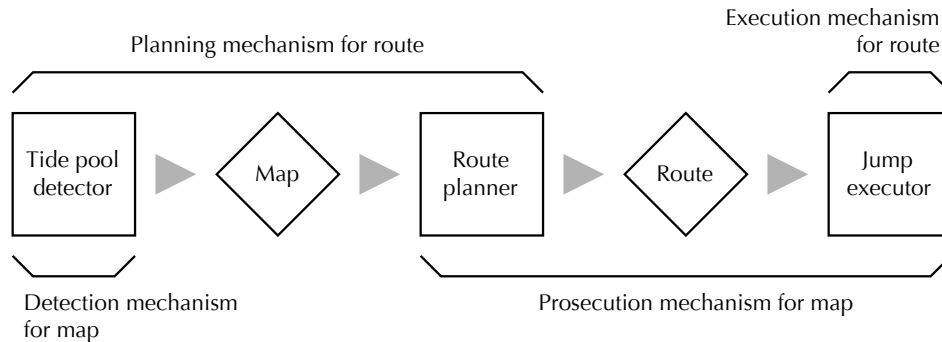 Execution mechanism
for route
Planning mechanism for route
Tide pool
detector
Map
Route
planner
Route
Jump
executor
Detection mechanism
for map
Prosecution mechanism for map